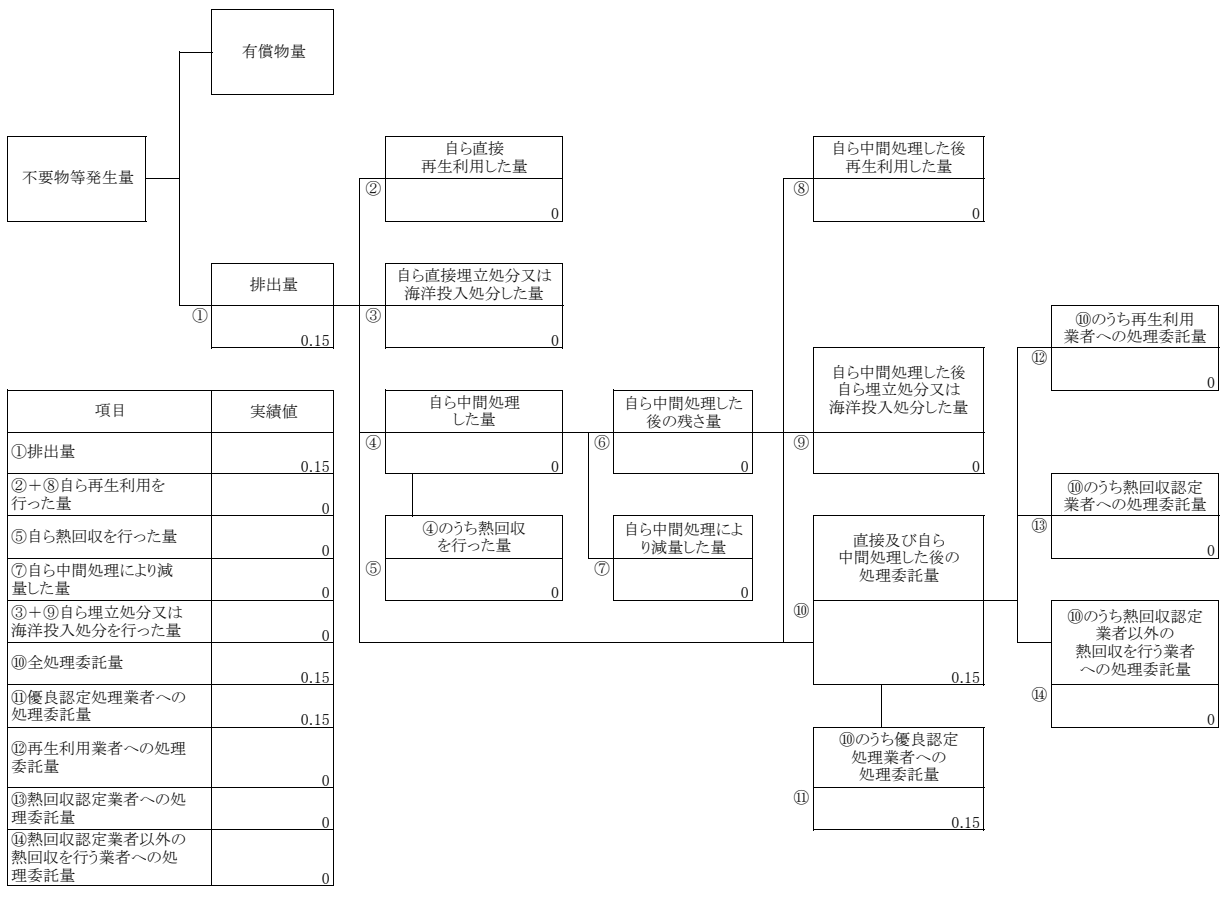 有償物量
不要物等発生量
排出量
①
0.15
自ら直接
再生利用した量
②
0
自ら直接埋立処分又は
海洋投入処分した量
③
0
自ら中間処理
した量
④
0
④のうち熱回収
を行った量
⑤
0
自ら中間処理した
後の残さ量
⑥
0
自ら中間処理によ
り減量した量
⑦
0
自ら中間処理した後
再生利用した量
⑧
0
自ら中間処理した後
自ら埋立処分又は
海洋投入処分した量
⑨
0
直接及び自ら
中間処理した後の
処理委託量
⑩
0.15
⑩のうち優良認定
処理業者への
処理委託量
⑪
0.15
⑩のうち再生利用
業者への処理委託量
⑫
0
⑩のうち熱回収認定
業者への処理委託量
⑬
0
⑩のうち熱回収認定
業者以外の
熱回収を行う業者
への処理委託量
⑭
0
項目 実績値
①排出量
0.15
②＋⑧自ら再生利用を
行った量
0
⑤自ら熱回収を行った量
0
⑦自ら中間処理により減
量した量
0
③＋⑨自ら埋立処分又は
海洋投入処分を行った量
0
⑩全処理委託量
0.15
⑪優良認定処理業者への
処理委託量
0.15
⑫再生利用業者への処理
委託量
0
⑬熱回収認定業者への処
理委託量
0
⑭熱回収認定業者以外の
熱回収を行う業者への処
理委託量
0